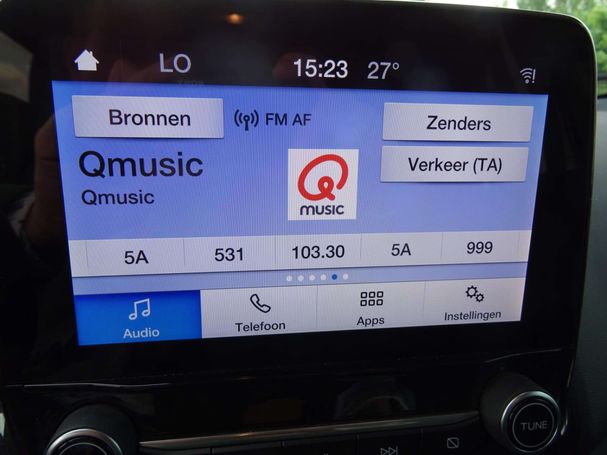 LO 15:23 27°
Bronnen FM AF Zenders
Qmusic
Verkeer (TA)
Qmusic
MUSIC
5A 531 103.30 5A 999
Audio Telefoon Apps Instellingen
TUNE